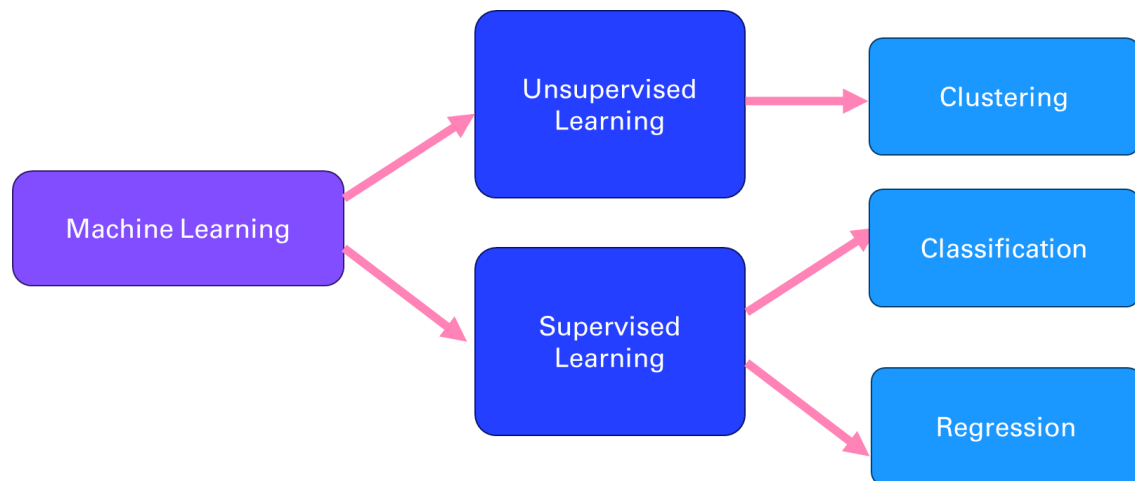 Machine Learning
Unsupervised
Learning
Supervised
Learning
Clustering
Classification
Regression